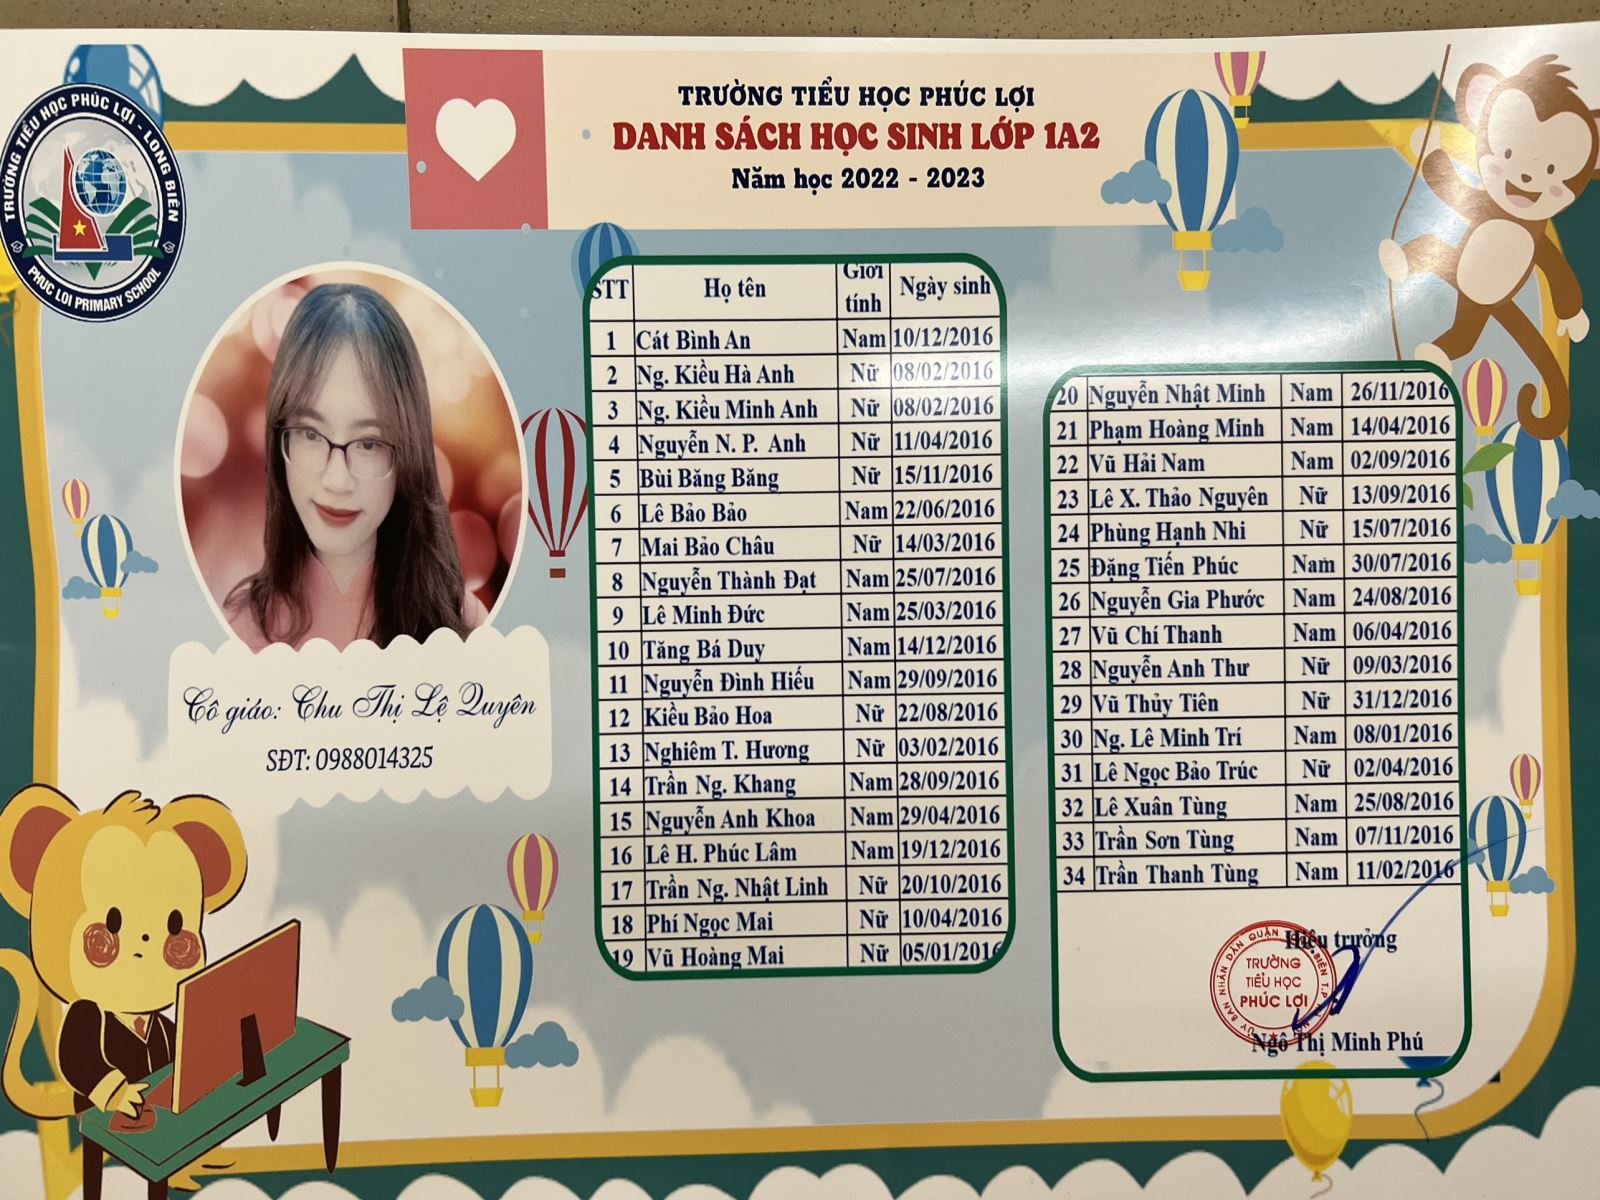 TRƯỜNG TIỂU HỌC PHÚC LỢI - LONG BIÊN
PHUC LOI PRIMARY SCHOOL
TRƯỜNG TIỂU HỌC PHÚC LỢI
DANH SÁCH HỌC SINH LỚP 1A2
Năm học 2022 - 2023
Cô giáo: Chu Thị Lệ Quyên
SĐT: 0988014325
STT Họ tên Giới tính Ngày sinh
1 Cát Bình An Nam 10/12/2016
2 Ng. Kiều Hà Anh Nữ 08/02/2016
3 Ng. Kiều Minh Anh Nữ 08/02/2016
4 Nguyễn N. P. Anh Nữ 11/04/2016
5 Bùi Băng Băng Nữ 15/11/2016
6 Lê Bảo Bảo Nam 22/06/2016
7 Mai Bảo Châu Nữ 14/03/2016
8 Nguyễn Thành Đạt Nam 25/07/2016
9 Lê Minh Đức Nam 25/03/2016
10 Tăng Bá Duy Nam 14/12/2016
11 Nguyễn Đình Hiếu Nam 29/09/2016
12 Kiều Bảo Hoa Nữ 22/08/2016
13 Nghiêm T. Hương Nữ 03/02/2016
14 Trần Ng. Khang Nam 28/09/2016
15 Nguyễn Anh Khoa Nam 29/04/2016
16 Lê H. Phúc Lâm Nam 19/12/2016
17 Trần Ng. Nhật Linh Nữ 20/10/2016
18 Phí Ngọc Mai Nữ 10/04/2016
19 Vũ Hoàng Mai Nữ 05/01/2016
20 Nguyễn Nhật Minh Nam 26/11/2016
21 Phạm Hoàng Minh Nam 14/04/2016
22 Vũ Hải Nam Nam 02/09/2016
23 Lê X. Thảo Nguyên Nữ 13/09/2016
24 Phùng Hạnh Nhi Nữ 15/07/2016
25 Đặng Tiến Phúc Nam 30/07/2016
26 Nguyễn Gia Phước Nam 24/08/2016
27 Vũ Chí Thanh Nam 06/04/2016
28 Nguyễn Anh Thư Nữ 09/03/2016
29 Vũ Thủy Tiên Nữ 31/12/2016
30 Ng. Lê Minh Trí Nam 08/01/2016
31 Lê Ngọc Bảo Trúc Nữ 02/04/2016
32 Lê Xuân Tùng Nam 25/08/2016
33 Trần Sơn Tùng Nam 07/11/2016
34 Trần Thanh Tùng Nam 11/02/2016
Hiệu trưởng
ỦY BAN NHÂN DÂN QUẬN BIÊN T.P
TRƯỜNG
TIỂU HỌC
PHÚC LỢI
Ngô Thị Minh Phú